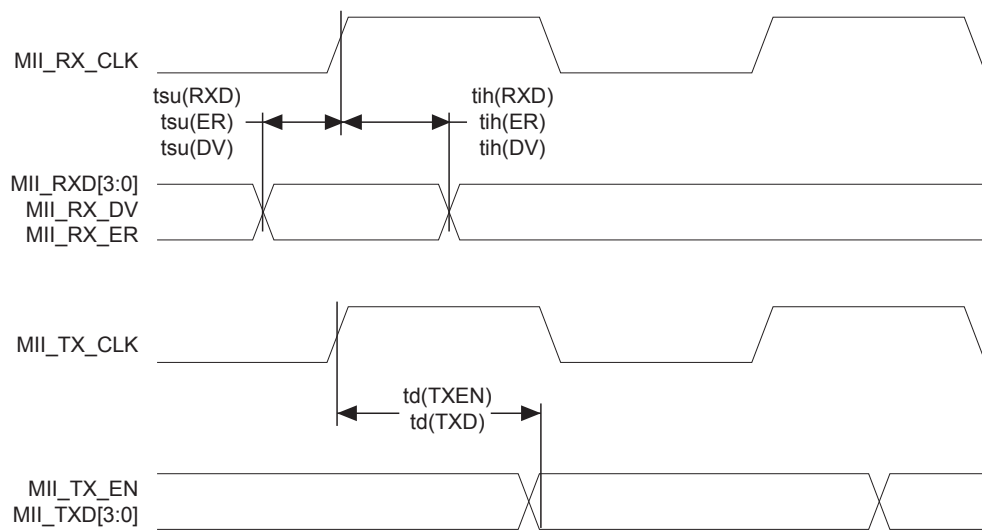 MII_RX_CLK
tsu(RXD)
tsu(ER)
tsu(DV)
tih(RXD)
tih(ER)
tih(DV)
MII_RXD[3:0]
MII_RX_DV
MII_RX_ER
MII_TX_CLK
td(TXEN)
td(TXD)
MII_TX_EN
MII_TXD[3:0]